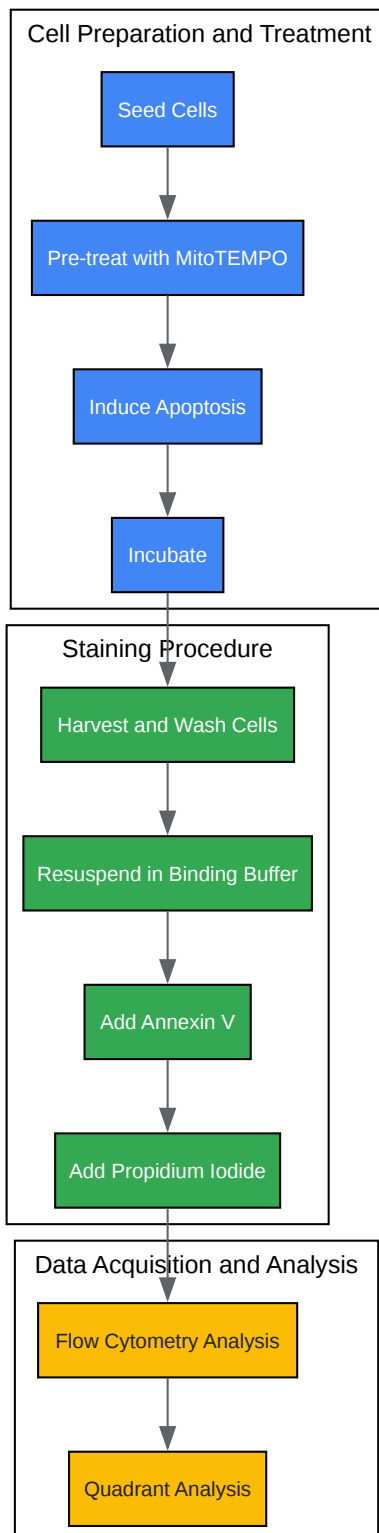 Cell Preparation and Treatment
Seed Cells
Pre-treat with MitoTEMPO
Induce Apoptosis
Incubate
Staining Procedure
Harvest and Wash Cells
Resuspend in Binding Buffer
Add Annexin V
Add Propidium Iodide
Data Acquisition and Analysis
Flow Cytometry Analysis
Quadrant Analysis